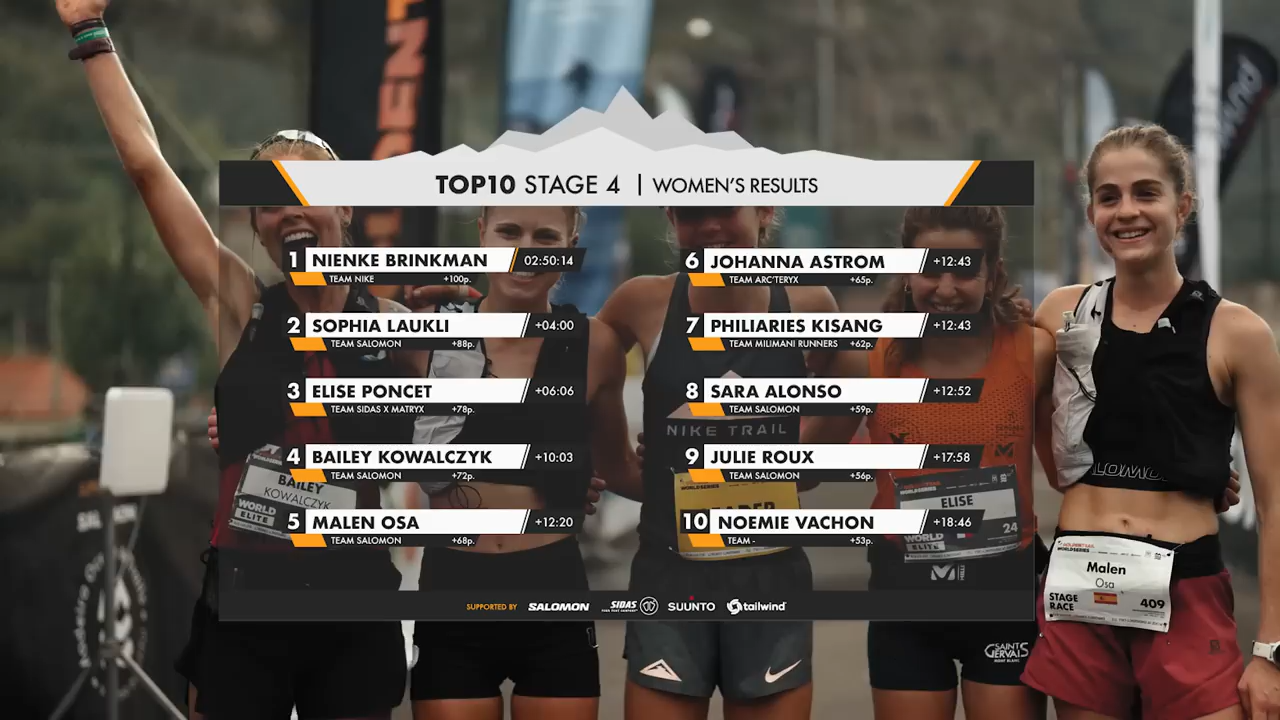 TOP10 STAGE 4 | WOMEN'S RESULTS
1 NIENKE BRINKMAN 02:50:14
TEAM NIKE +100p.
2 SOPHIA LAUKLI +04:00
TEAM SALOMON +88p.
3 ELISE PONCET +06:06
TEAM SIDAS X MATRYX +78p.
4 BAILEY KOWALCZYK +10:03
TEAM SALOMON +72p.
5 MALEN OSA +12:20
TEAM SALOMON +68p.
6 JOHANNA ASTROM +12:43
TEAM ARC'TERYX +65p.
7 PHILIARIES KISANG +12:43
TEAM MILIMANI RUNNERS +62p.
8 SARA ALONSO +12:52
TEAM SALOMON +59p.
9 JULIE ROUX +17:58
TEAM SALOMON +56p.
10 NOEMIE VACHON +18:46
TEAM - +53p.
SUPPORTED BY SALOMON SIDAS SUUNTO tailwind
NIKE TRAIL
BAILEY
KOWALCZYK
WORLD
ELITE
ELISE
24
WORLD
ELITE
Malen
Osa
STAGE
RACE
409
SAINT
GERVAIS
MONT BLANC